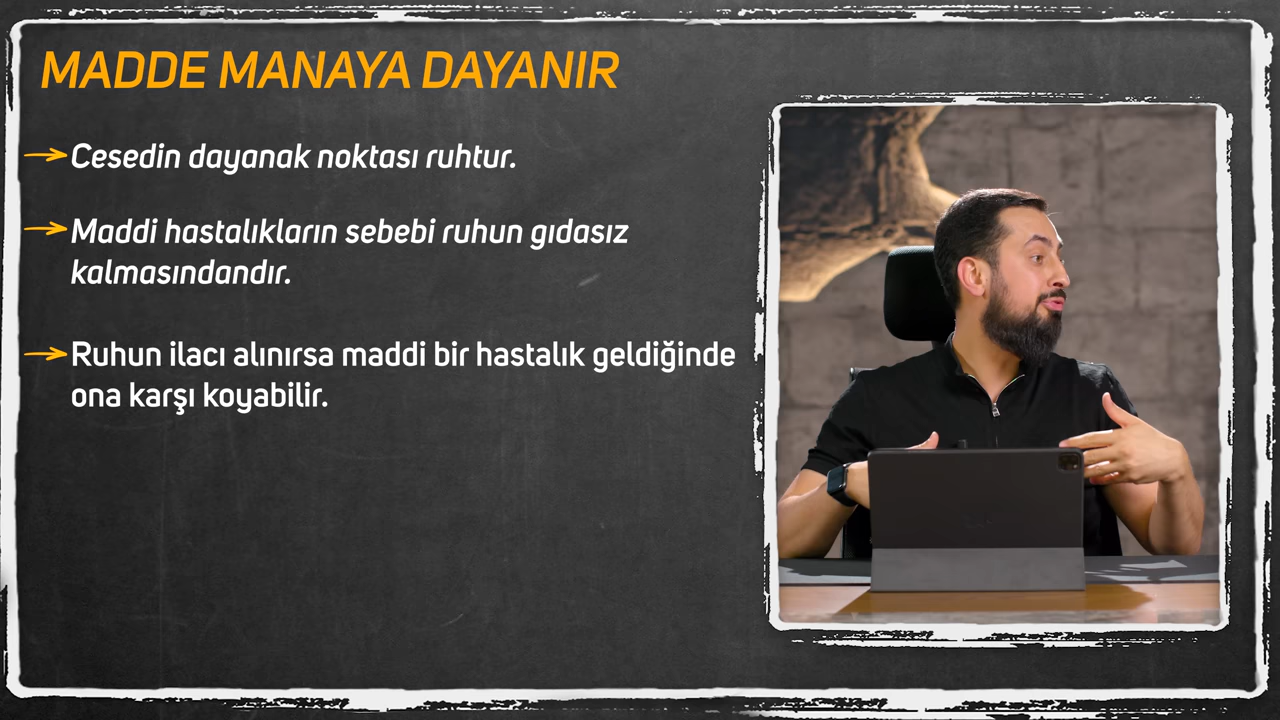 MADDE MANAYA DAYANIR
Cesedin dayanak noktası ruhtur.
Maddi hastalıkların sebebi ruhun gıdasız
kalmasındandır.
Ruhun ilacı alınırsa maddi bir hastalık geldiğinde
ona karşı koyabilir.